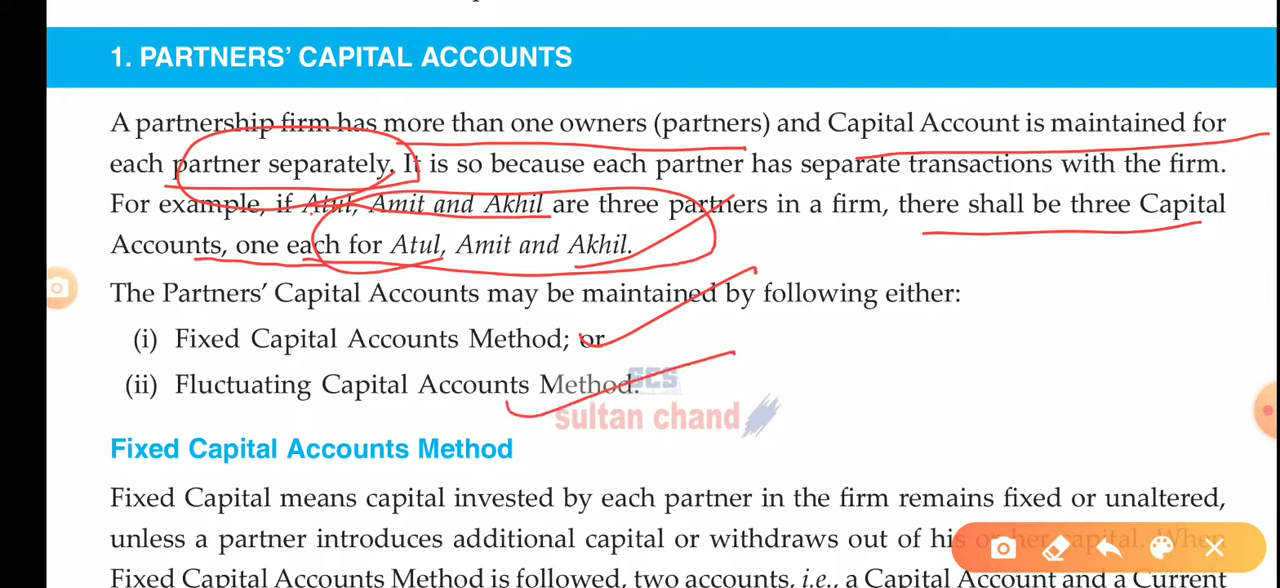 1. PARTNERS' CAPITAL ACCOUNTS
A partnership firm has more than one owners (partners) and Capital Account is maintained for
each partner separately. It is so because each partner has separate transactions with the firm.
For example, if Atul, Amit and Akhil are three partners in a firm, there shall be three Capital
Accounts, one each for Atul, Amit and Akhil.
The Partners' Capital Accounts may be maintained by following either:
(i) Fixed Capital Accounts Method; or
(ii) Fluctuating Capital Accounts Method.
SCS
sultan chand
Fixed Capital Accounts Method
Fixed Capital means capital invested by each partner in the firm remains fixed or unaltered,
unless a partner introduces additional capital or withdraws out of his or her capital. When
Fixed Capital Accounts Method is followed, two accounts, i.e., a Capital Account and a Current